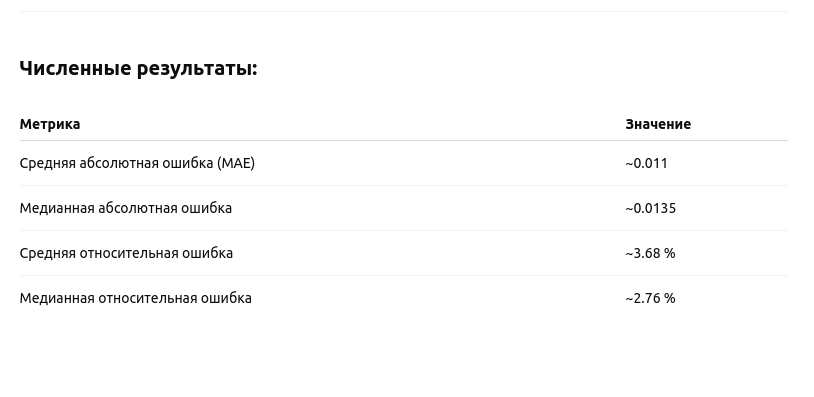 Численные результаты:
Метрика Значение
Средняя абсолютная ошибка (MAE) ~0.011
Медианная абсолютная ошибка ~0.0135
Средняя относительная ошибка ~3.68 %
Медианная относительная ошибка ~2.76 %